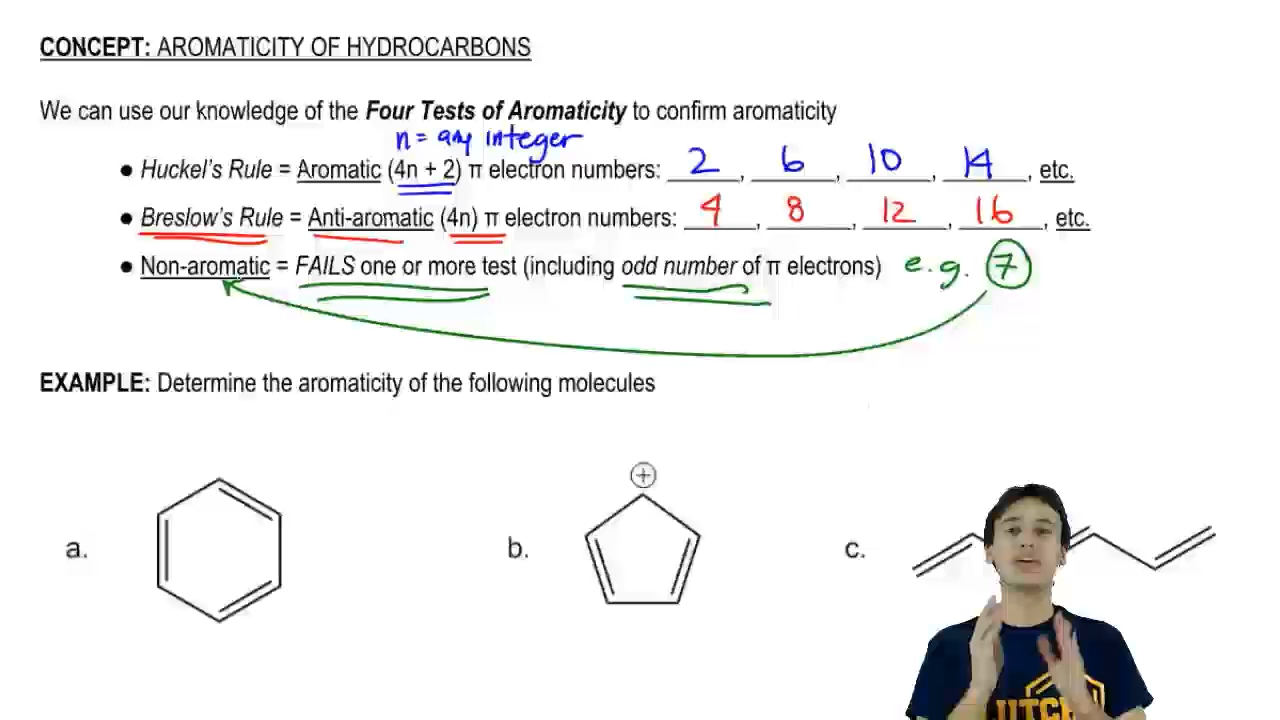 CONCEPT: AROMATICITY OF HYDROCARBONS
We can use our knowledge of the Four Tests of Aromaticity to confirm aromaticity
n = any integer
● Huckel's Rule = Aromatic (4n + 2) π electron numbers: 2, 6, 10, 14, etc.
● Breslow's Rule = Anti-aromatic (4n) π electron numbers: 4, 8, 12, 16, etc.
● Non-aromatic = FAILS one or more test (including odd number of π electrons) e.g. 7
EXAMPLE: Determine the aromaticity of the following molecules
+
a. b. c.